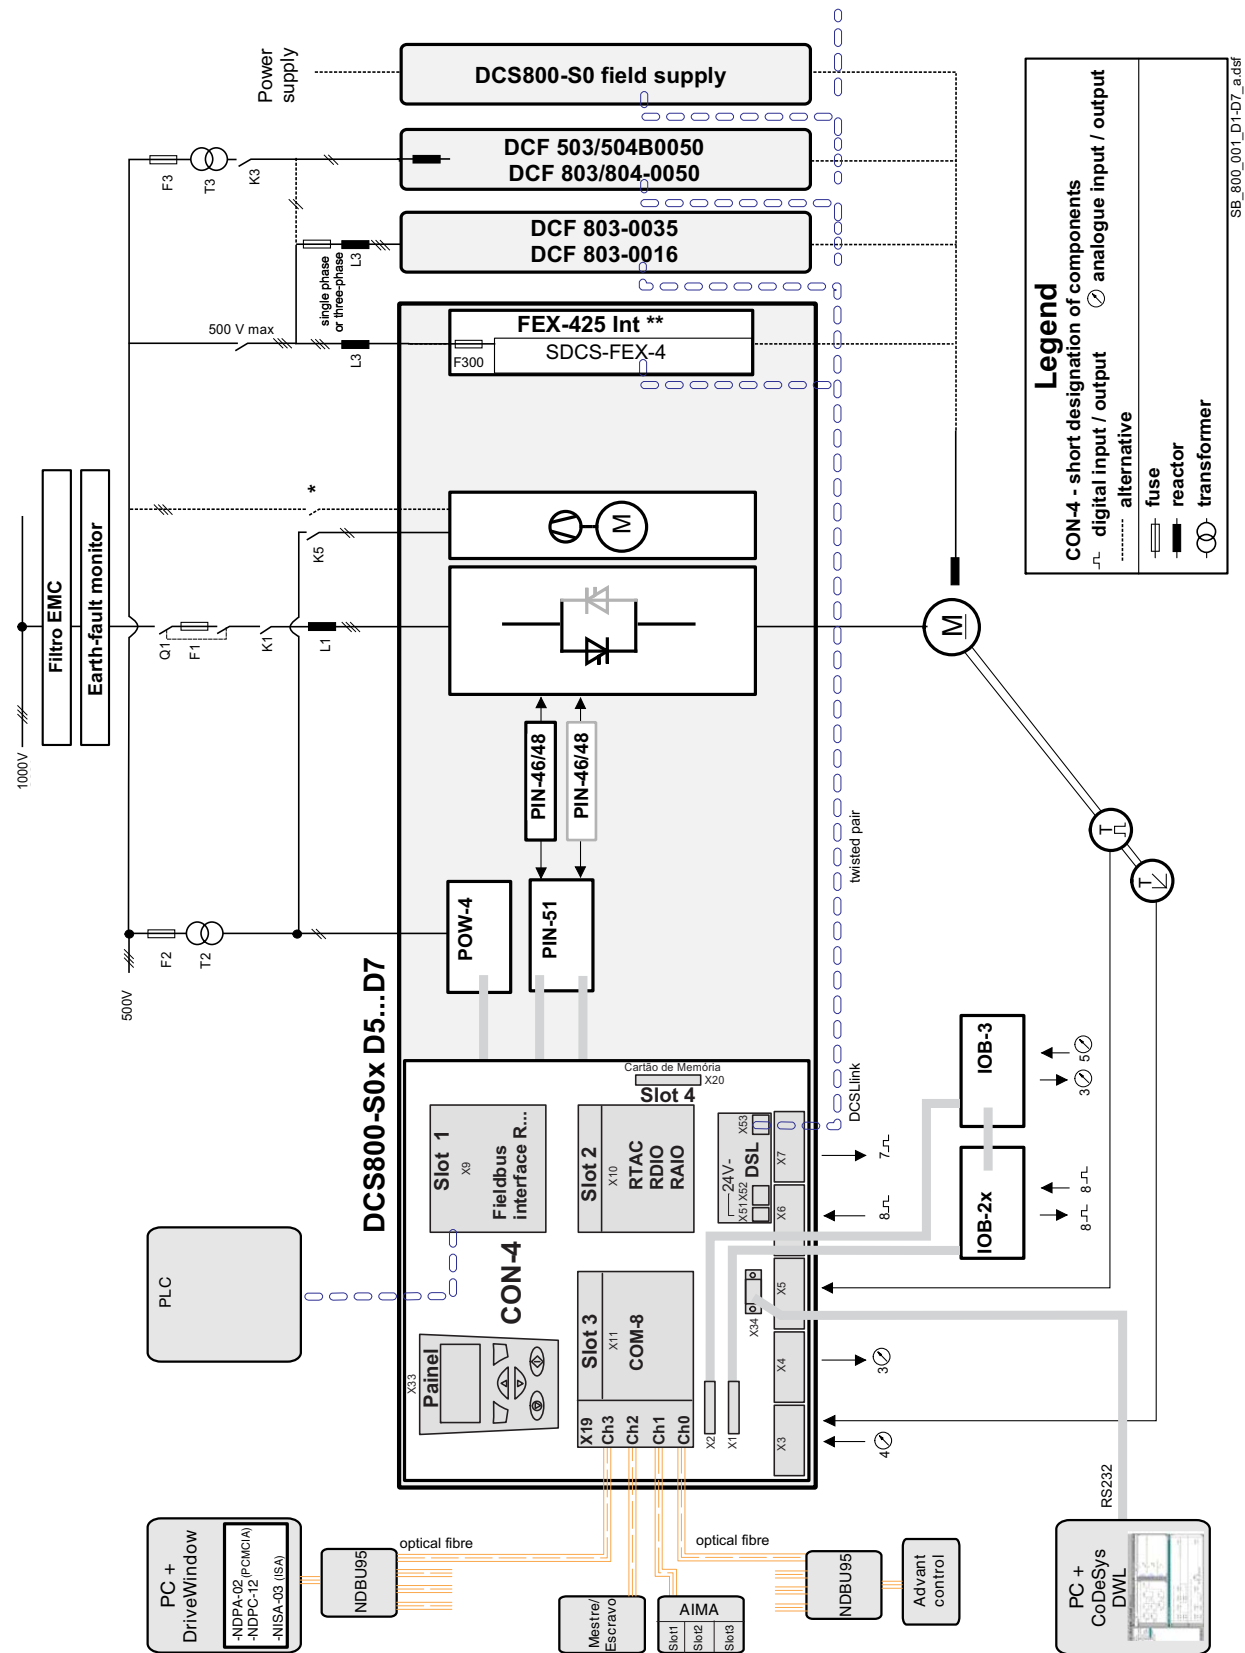 Power
supply
DCS800-S0 field supply
DCF 503/504B0050
DCF 803/804-0050
F3
T3
K3
DCF 803-0035
DCF 803-0016
L3
single phase
or three-phase
500 V max
L3
FEX-425 Int **
SDCS-FEX-4
F300
Legend
CON-4 - short designation of components
digital input / output
analogue input / output
alternative
fuse
reactor
transformer
SB_800_001_D1-D7_a.dsf
1000V
Filtro EMC
Earth-fault monitor
*
K5
M
Q1
F1
K1
L1
M
PIN-46/48
PIN-46/48
T
T
twisted pair
500V
F2
T2
POW-4
PIN-51
DCS800-S0x D5...D7
Cartão de Memória
X20
Slot 4
Slot 1
X9
Fieldbus
interface R...
Slot 2
X10
RTAC
RDIO
RAIO
24V-
DSL
X51
X52
X53
DCSLlink
X7
X6
X5
X4
X3
7
8
IOB-3
3
5
IOB-2x
8
8
PLC
CON-4
Painel
X33
Slot 3
X11
COM-8
X19
Ch3
Ch2
Ch1
Ch0
X2
X1
X34
3
4
RS232
PC +
DriveWindow
-NDPA-02 (PCMCIA)
-NDPC-12
-NISA-03 (ISA)
NDBU95
optical fibre
optical fibre
Mestre/
Escravo
AIMA
Slot1
Slot2
Slot3
NDBU95
Advant
control
PC +
CoDeSys
DWL